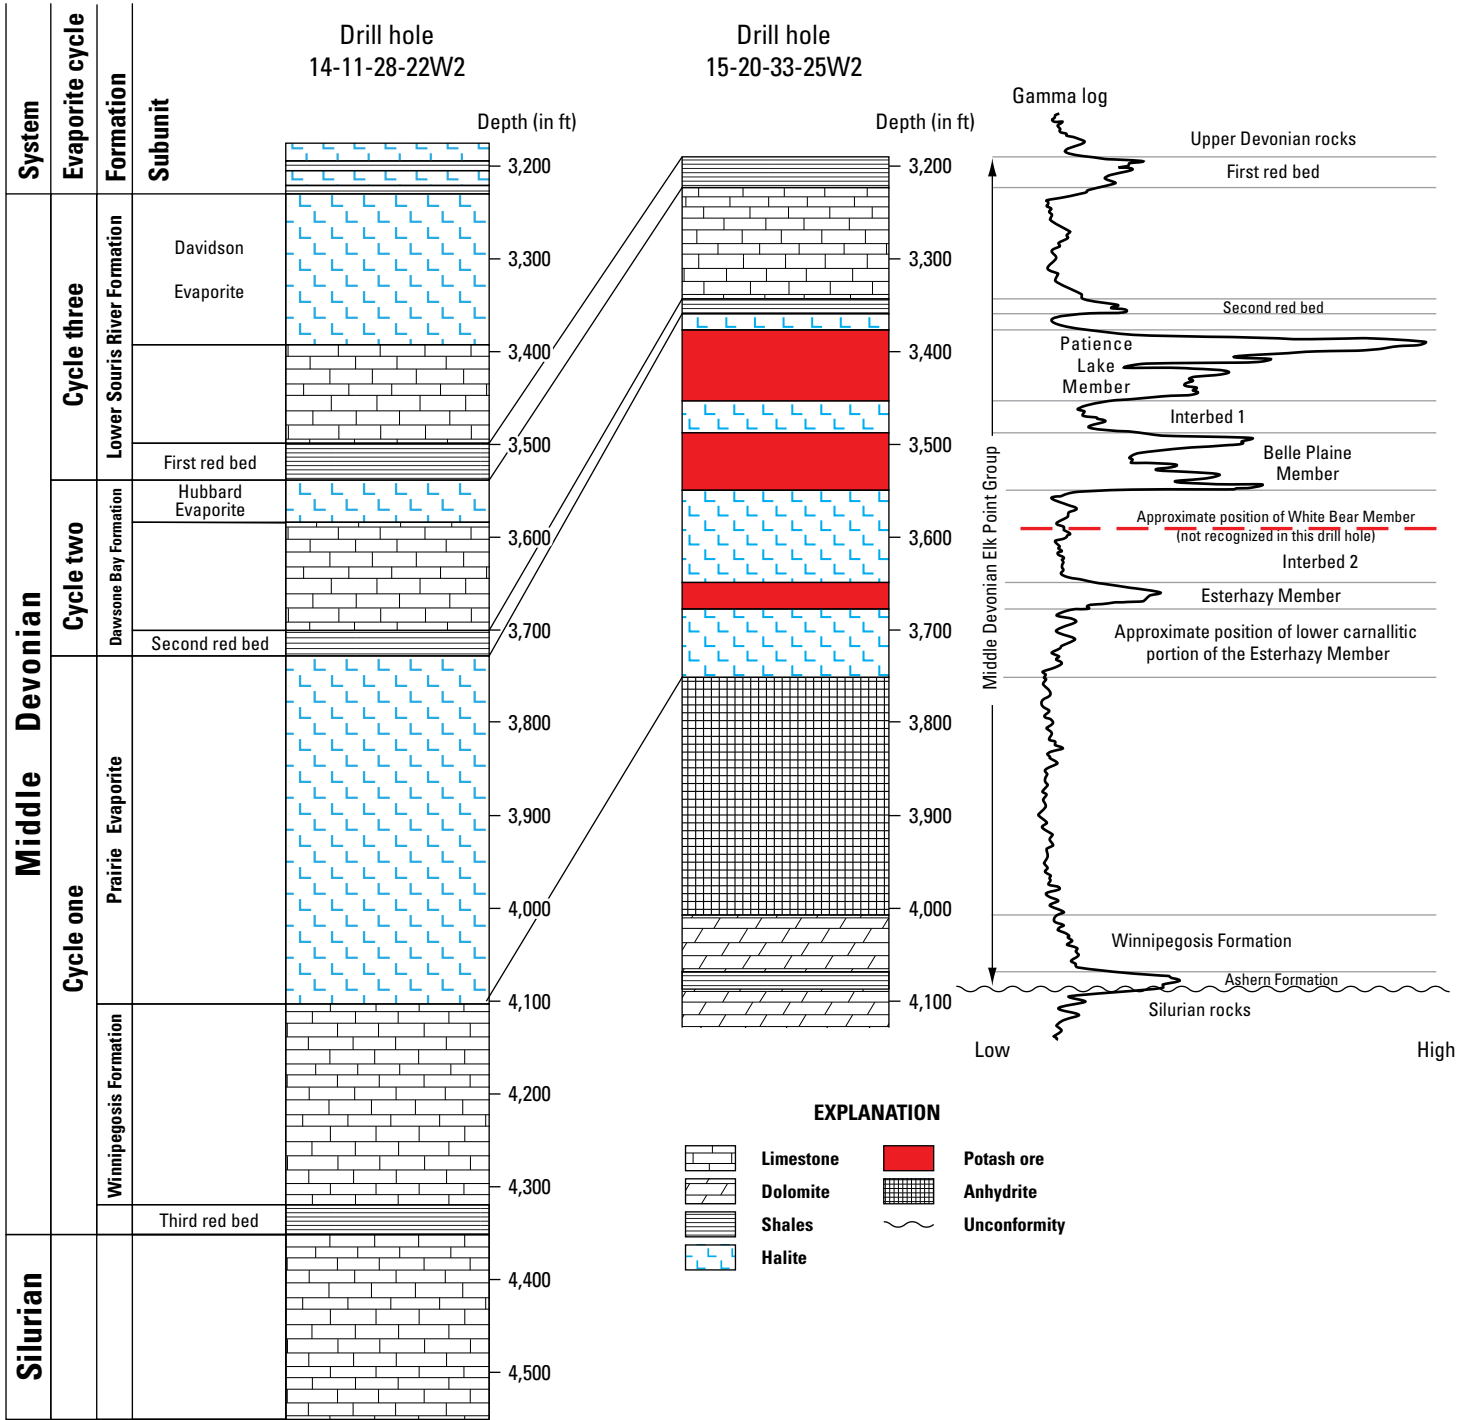 System
Evaporite cycle
Formation
Subunit
Drill hole
14-11-28-22W2
Depth (in ft)
3,200
3,300
3,400
3,500
3,600
3,700
3,800
3,900
4,000
4,100
4,200
4,300
4,400
4,500
Middle Devonian
Silurian
Cycle three
Cycle two
Cycle one
Lower Souris River Formation
Dawsone Bay Formation
Prairie Evaporite
Winnipegosis Formation
Davidson
Evaporite
First red bed
Hubbard
Evaporite
Second red bed
Third red bed
Drill hole
15-20-33-25W2
Depth (in ft)
3,200
3,300
3,400
3,500
3,600
3,700
3,800
3,900
4,000
4,100
Gamma log
Middle Devonian Elk Point Group
Upper Devonian rocks
First red bed
Second red bed
Patience
Lake
Member
Interbed 1
Belle Plaine
Member
Approximate position of White Bear Member
(not recognized in this drill hole)
Interbed 2
Esterhazy Member
Approximate position of lower carnallitic
portion of the Esterhazy Member
Winnipegosis Formation
Ashern Formation
Silurian rocks
Low
High
EXPLANATION
Limestone
Dolomite
Shales
Halite
Potash ore
Anhydrite
Unconformity